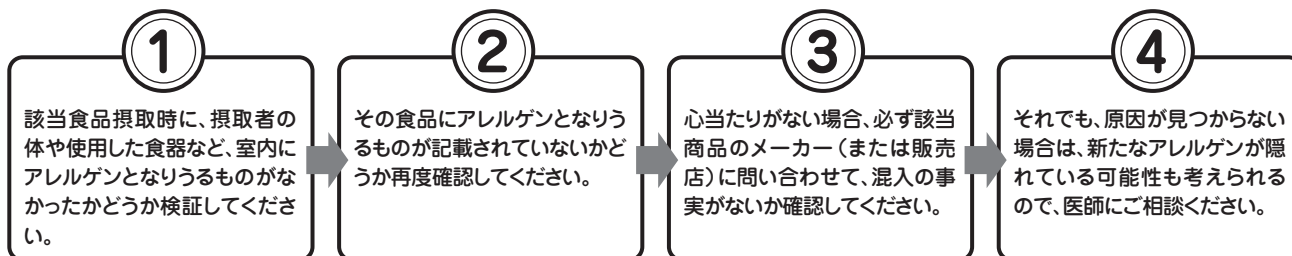 1
該当食品摂取時に、摂取者の
体や使用した食器など、室内に
アレルゲンとなりうるものがな
かったかどうか検証してくださ
い。
2
その食品にアレルゲンとなりう
るものが記載されていないかど
うか再度確認してください。
3
心当たりがない場合、必ず該当
商品のメーカー（または販売
店）に問い合わせて、混入の事
実がないか確認してください。
4
それでも、原因が見つからない
場合は、新たなアレルゲンが隠
れている可能性も考えられる
ので、医師にご相談ください。